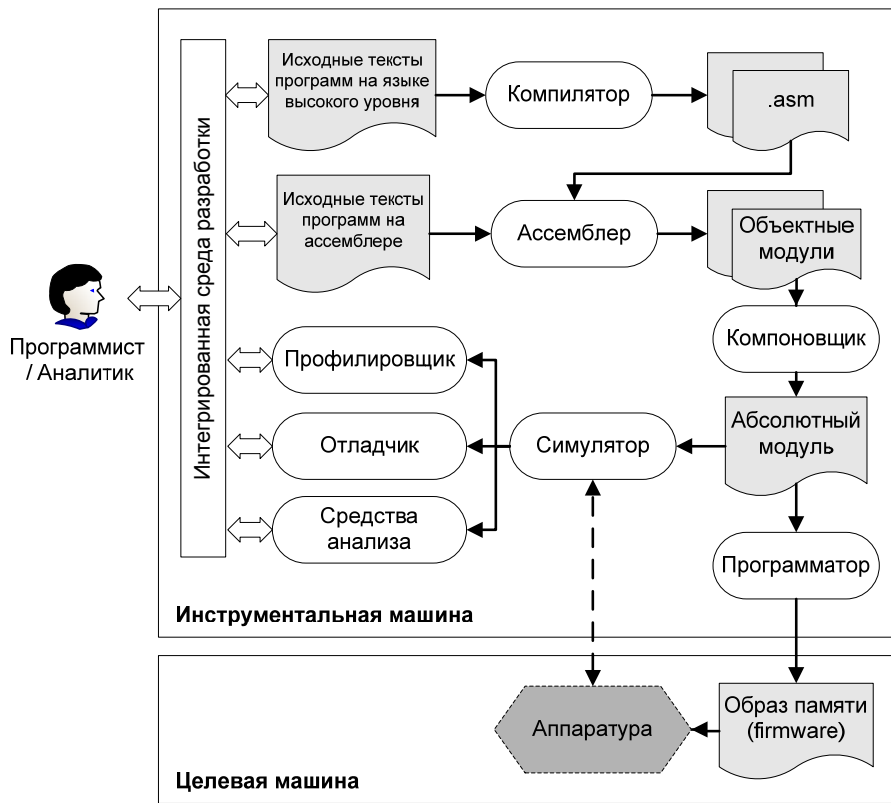 Исходные тексты
программ на языке
высокого уровня
Компилятор
.asm
Интегрированная среда разработки
Исходные тексты
программ на
ассемблере
Ассемблер
Объектные
модули
Программист
/ Аналитик
Компоновщик
Профилировщик
Отладчик
Симулятор
Абсолютный
модуль
Средства
анализа
Программатор
Инструментальная машина
Аппаратура
Образ памяти
(firmware)
Целевая машина